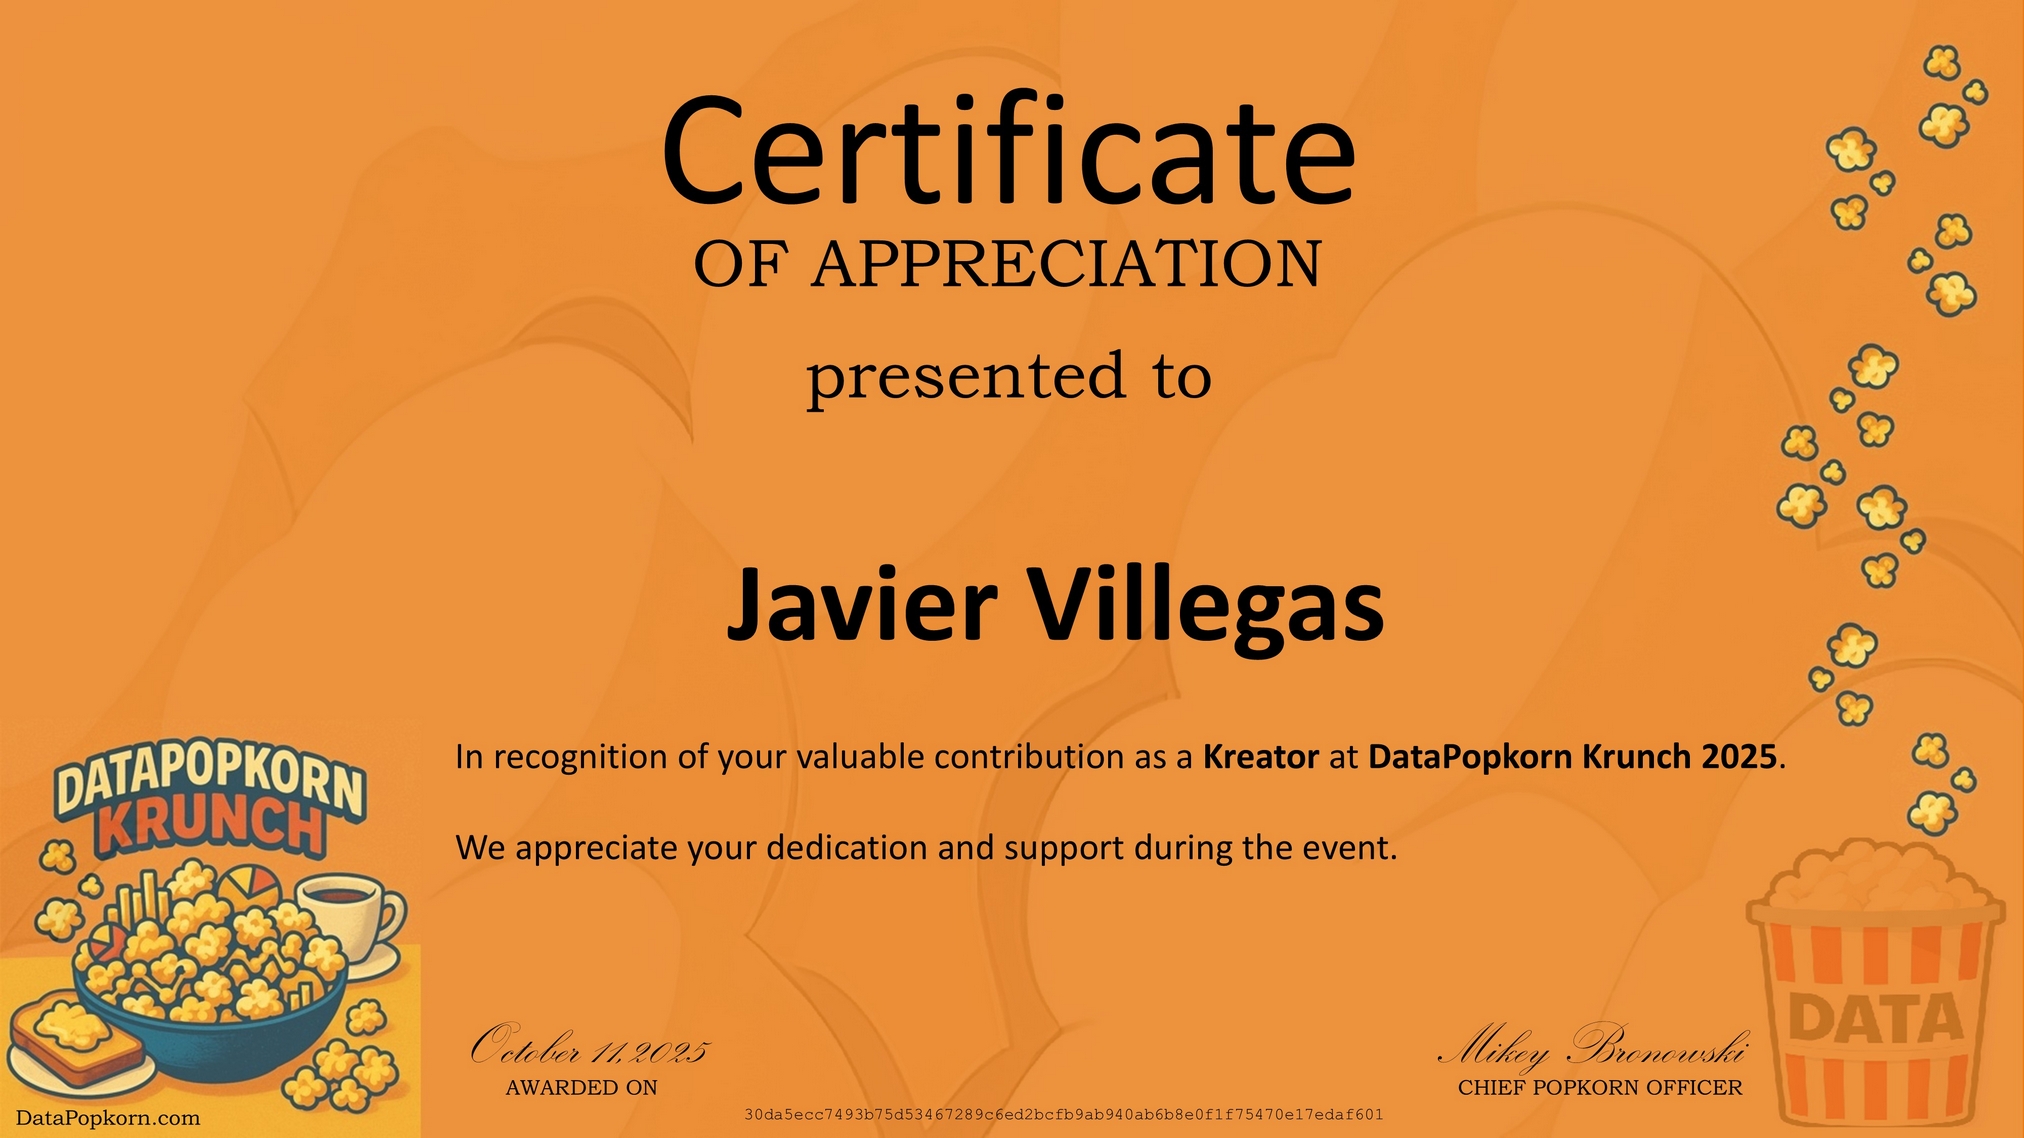 Certificate
OF APPRECIATION
presented to
Javier Villegas
In recognition of your valuable contribution as a Kreator at DataPopkorn Krunch 2025.
We appreciate your dedication and support during the event.
DATAPOPKORN
KRUNCH
DATA
October 11, 2025
AWARDED ON
Mikey Bronowski
CHIEF POPKORN OFFICER
30da5ecc7493b75d53467289c6ed2bcfb9ab940ab6b8e0f1f75470e17edaf601
DataPopkorn.com